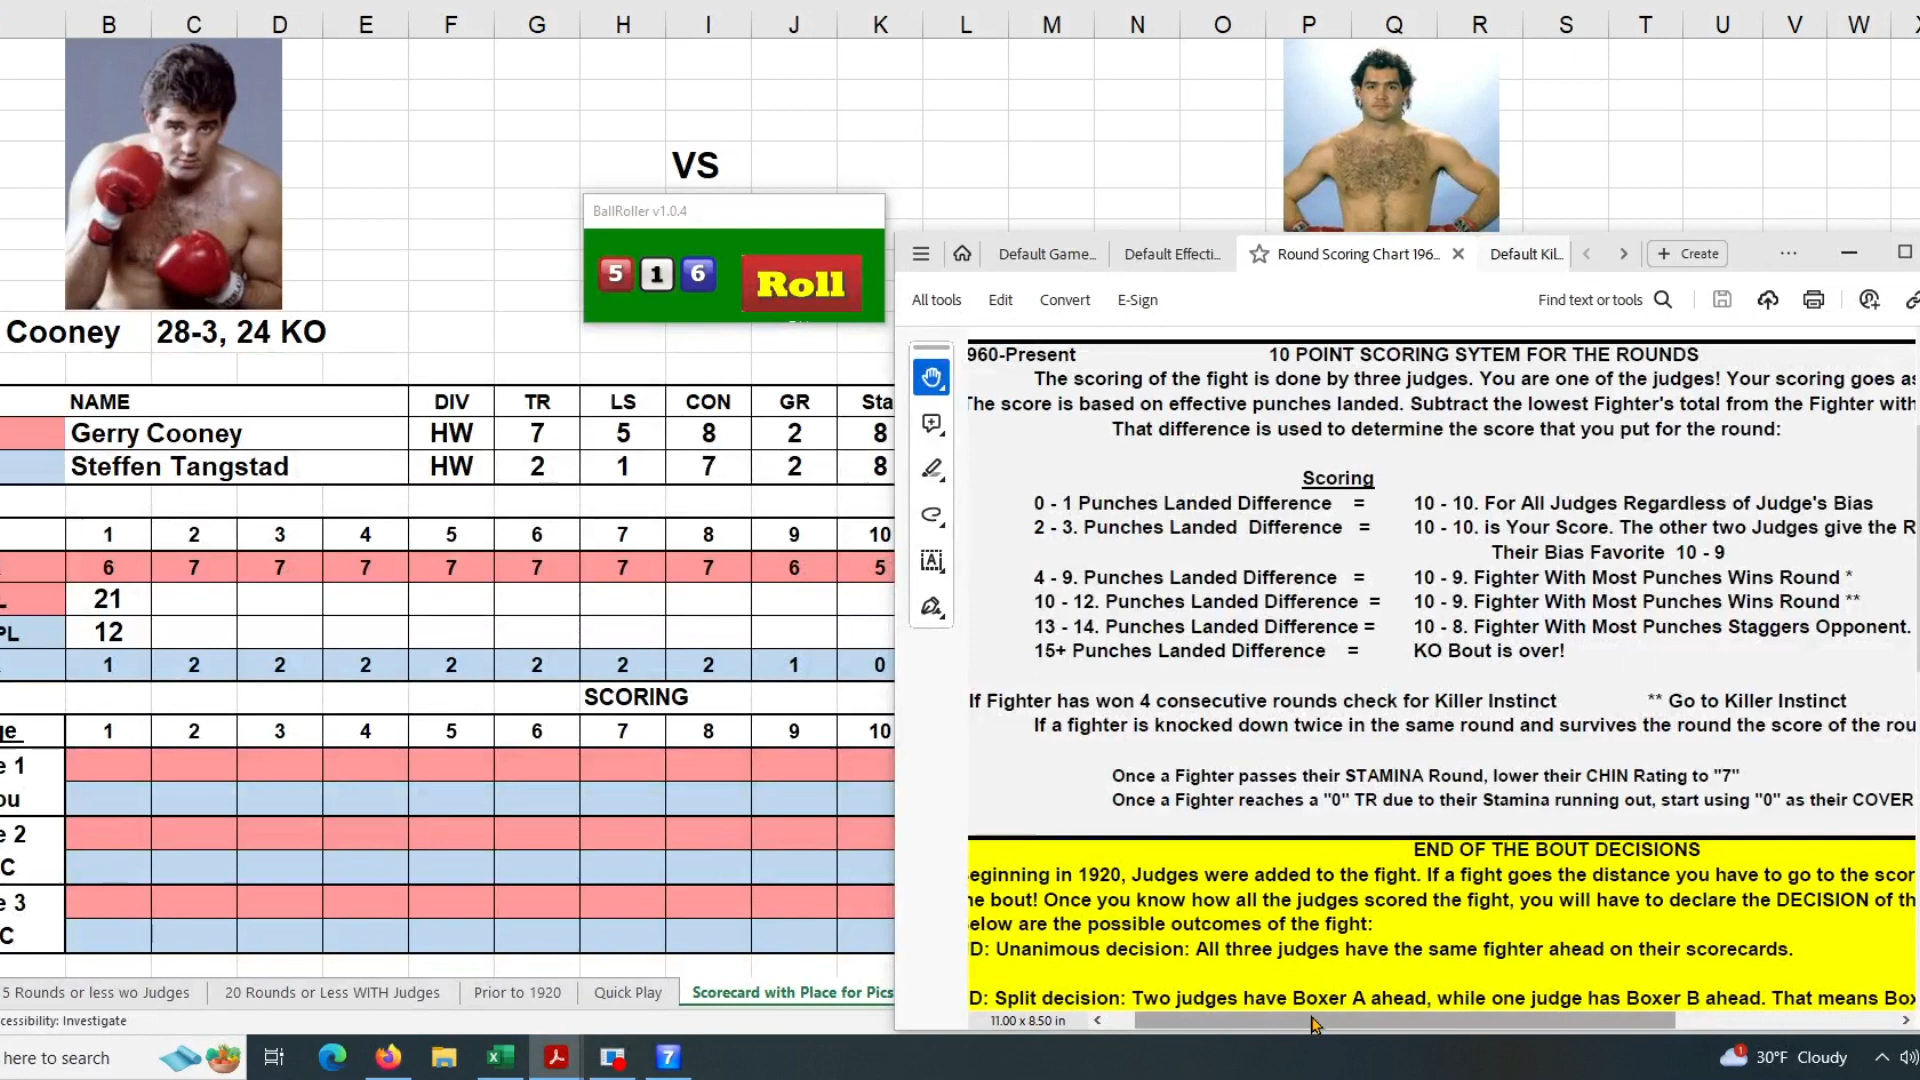 B C D E F G H I J K L M N O P Q R S T U V W
VS
BallRoller v1.0.4
5 1 6 Roll
Cooney 28-3, 24 KO
NAME DIV TR LS CON GR Sta
Gerry Cooney HW 7 5 8 2 8
Steffen Tangstad HW 2 1 7 2 8
1 2 3 4 5 6 7 8 9 10
6 7 7 7 7 7 7 7 6 5
L 21
PL 12
1 2 2 2 2 2 2 2 1 0
SCORING
ge 1 2 3 4 5 6 7 8 9 10
e 1
ou
e 2
C
e 3
C
5 Rounds or less wo Judges 20 Rounds or Less WITH Judges Prior to 1920 Quick Play Scorecard with Place for Pics
cessibility: Investigate
Default Game... Default Effecti... Round Scoring Chart 196... Default Kil... Create
All tools Edit Convert E-Sign Find text or tools
960-Present 10 POINT SCORING SYTEM FOR THE ROUNDS
The scoring of the fight is done by three judges. You are one of the judges! Your scoring goes as
The score is based on effective punches landed. Subtract the lowest Fighter's total from the Fighter with
That difference is used to determine the score that you put for the round:
Scoring
0 - 1 Punches Landed Difference = 10 - 10. For All Judges Regardless of Judge's Bias
2 - 3. Punches Landed Difference = 10 - 10. is Your Score. The other two Judges give the R
Their Bias Favorite 10 - 9
4 - 9. Punches Landed Difference = 10 - 9. Fighter With Most Punches Wins Round *
10 - 12. Punches Landed Difference = 10 - 9. Fighter With Most Punches Wins Round **
13 - 14. Punches Landed Difference = 10 - 8. Fighter With Most Punches Staggers Opponent.
15+ Punches Landed Difference = KO Bout is over!
If Fighter has won 4 consecutive rounds check for Killer Instinct ** Go to Killer Instinct
If a fighter is knocked down twice in the same round and survives the round the score of the rou
Once a Fighter passes their STAMINA Round, lower their CHIN Rating to "7"
Once a Fighter reaches a "0" TR due to their Stamina running out, start using "0" as their COVER
END OF THE BOUT DECISIONS
eginning in 1920, Judges were added to the fight. If a fight goes the distance you have to go to the scor
he bout! Once you know how all the judges scored the fight, you will have to declare the DECISION of th
elow are the possible outcomes of the fight:
D: Unanimous decision: All three judges have the same fighter ahead on their scorecards.
D: Split decision: Two judges have Boxer A ahead, while one judge has Boxer B ahead. That means Box
11.00 x 8.50 in
here to search
7
1 30°F Cloudy